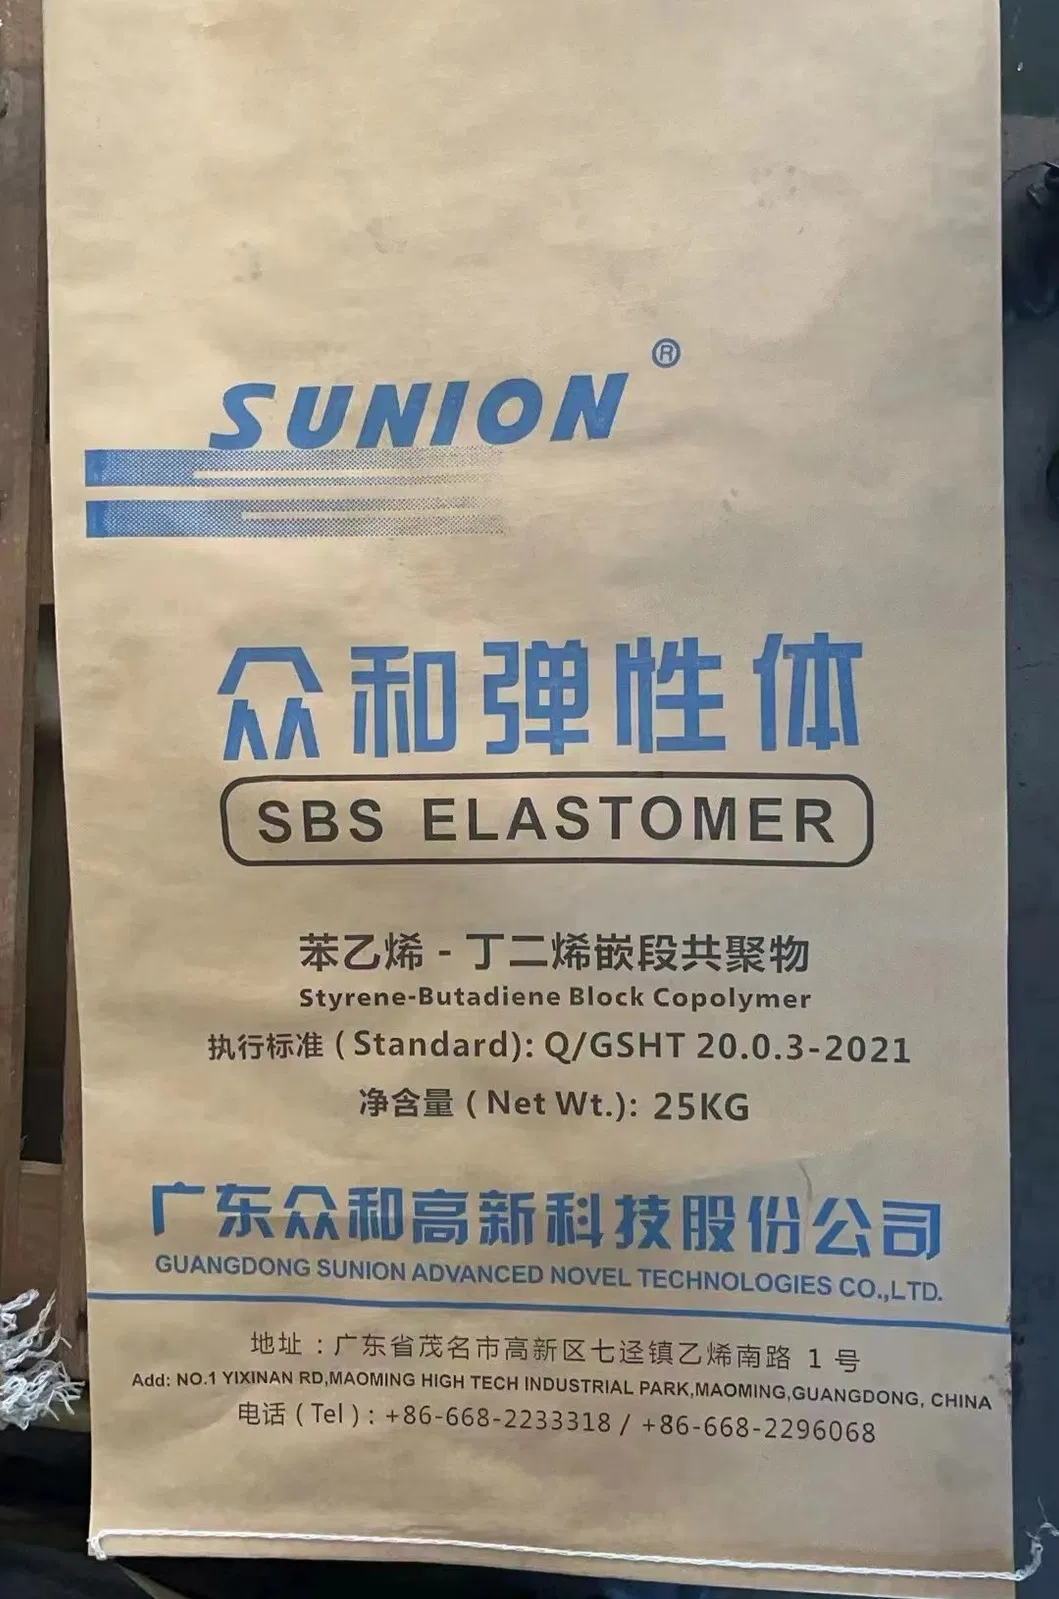 SUNION®
众和弹性体
SBS ELASTOMER
苯乙烯-丁二烯嵌段共聚物
Styrene-Butadiene Block Copolymer
执行标准(Standard): Q/GSHT 20.0.3-2021
净含量(Net Wt.): 25KG
广东众和高新科技股份公司
GUANGDONG SUNION ADVANCED NOVEL TECHNOLOGIES CO.,LTD.
地址:广东省茂名市高新区七迳镇乙烯南路 1 号
Add: NO.1 YIXINAN RD,MAOMING HIGH TECH INDUSTRIAL PARK,MAOMING,GUANGDONG, CHINA
电话(Tel): +86-668-2233318 / +86-668-2296068